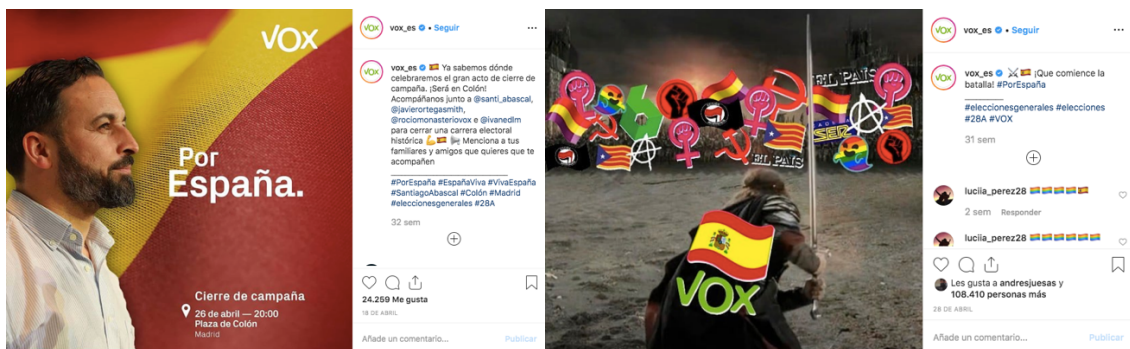 VOX
Por
España.
Cierre de campaña
26 de abril — 20:00
Plaza de Colón
Madrid
vox_es • Seguir
vox_es 🇪🇸 Ya sabemos dónde
celebraremos el gran acto de cierre de
campaña. ¡Será en Colón!
Acompáñanos junto a @santi_abascal,
@javierortegasmith,
@rociomonasteriovox e @ivanedlm
para cerrar una carrera electoral
histórica 💪🇪🇸 📢 Menciona a tus
familiares y amigos que quieres que te
acompañen
#PorEspaña #EspañaViva #VivaEspaña
#SantiagoAbascal #Colón #Madrid
#eleccionesgenerales #28A
32 sem
24.259 Me gusta
18 DE ABRIL
Añade un comentario...
Publicar
EL PAÍS
SER
EL PAIS
VOX
vox_es • Seguir
vox_es ⚔️🇪🇸 ¡Que comience la
batalla! #PorEspaña
#eleccionesgenerales #elecciones
#28A #VOX
31 sem
luciia_perez28 🏳️‍🌈🏳️‍🌈🏳️‍🌈🏳️‍🌈🇪🇸
2 sem Responder
luciia_perez28 🏳️‍🌈🏳️‍🌈🏳️‍🌈🏳️‍🌈🏳️‍🌈🏳️‍🌈
Les gusta a andresjuesas y
108.410 personas más
28 DE ABRIL
Añade un comentario...
Publicar